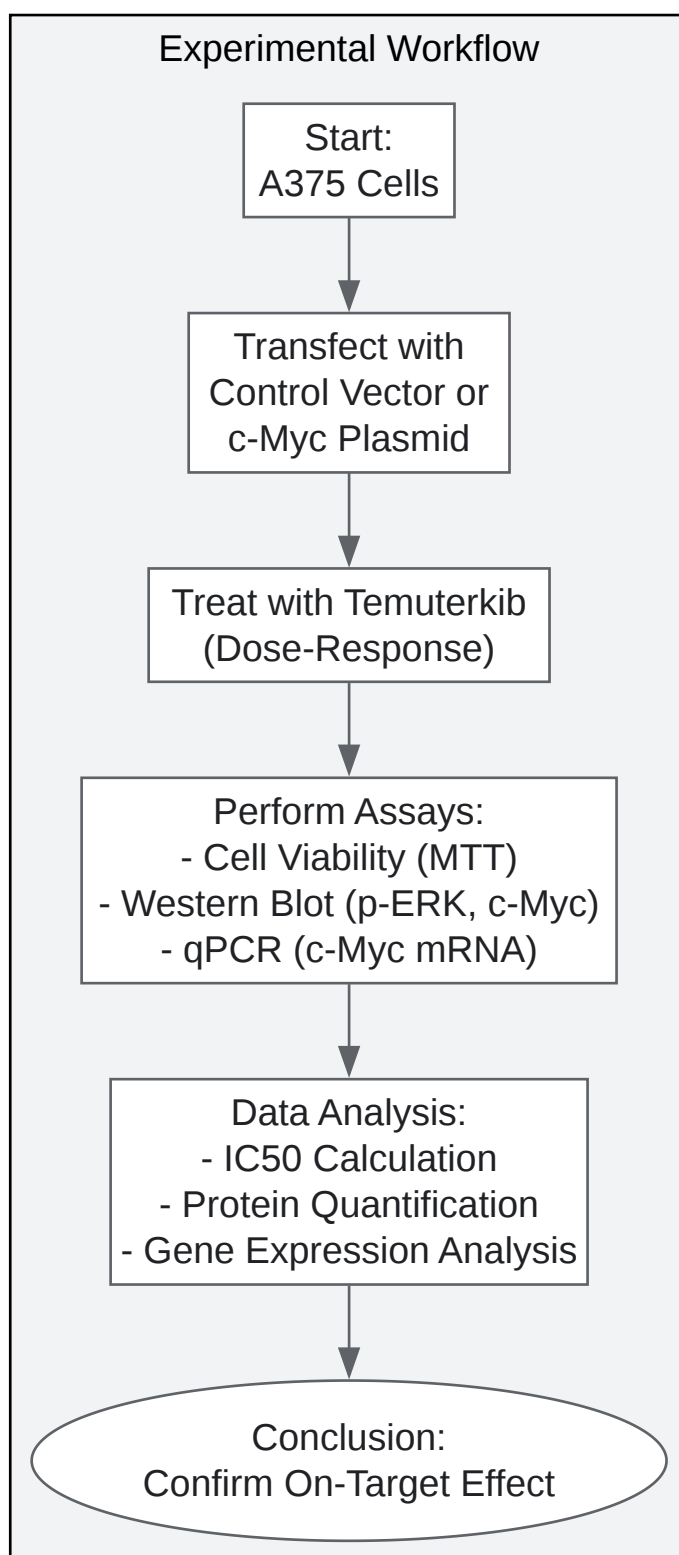 Experimental Workflow
Start:
A375 Cells
Transfect with
Control Vector or
c-Myc Plasmid
Treat with Temuterkib
(Dose-Response)
Perform Assays:
- Cell Viability (MTT)
- Western Blot (p-ERK, c-Myc)
- qPCR (c-Myc mRNA)
Data Analysis:
- IC50 Calculation
- Protein Quantification
- Gene Expression Analysis
Conclusion:
Confirm On-Target Effect